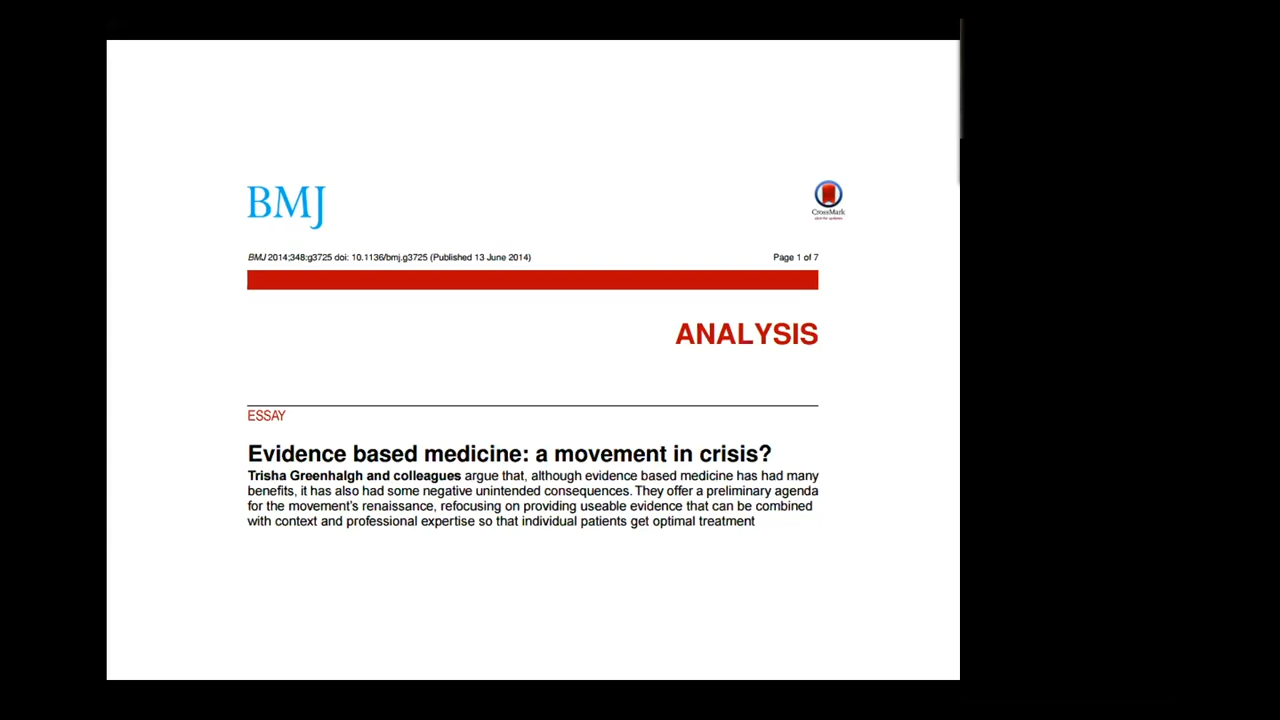 BMJ
CrossMark
BMJ 2014;348:g3725 doi: 10.1136/bmj.g3725 (Published 13 June 2014)
Page 1 of 7
ANALYSIS
ESSAY
Evidence based medicine: a movement in crisis?
Trisha Greenhalgh and colleagues argue that, although evidence based medicine has had many
benefits, it has also had some negative unintended consequences. They offer a preliminary agenda
for the movement's renaissance, refocusing on providing useable evidence that can be combined
with context and professional expertise so that individual patients get optimal treatment